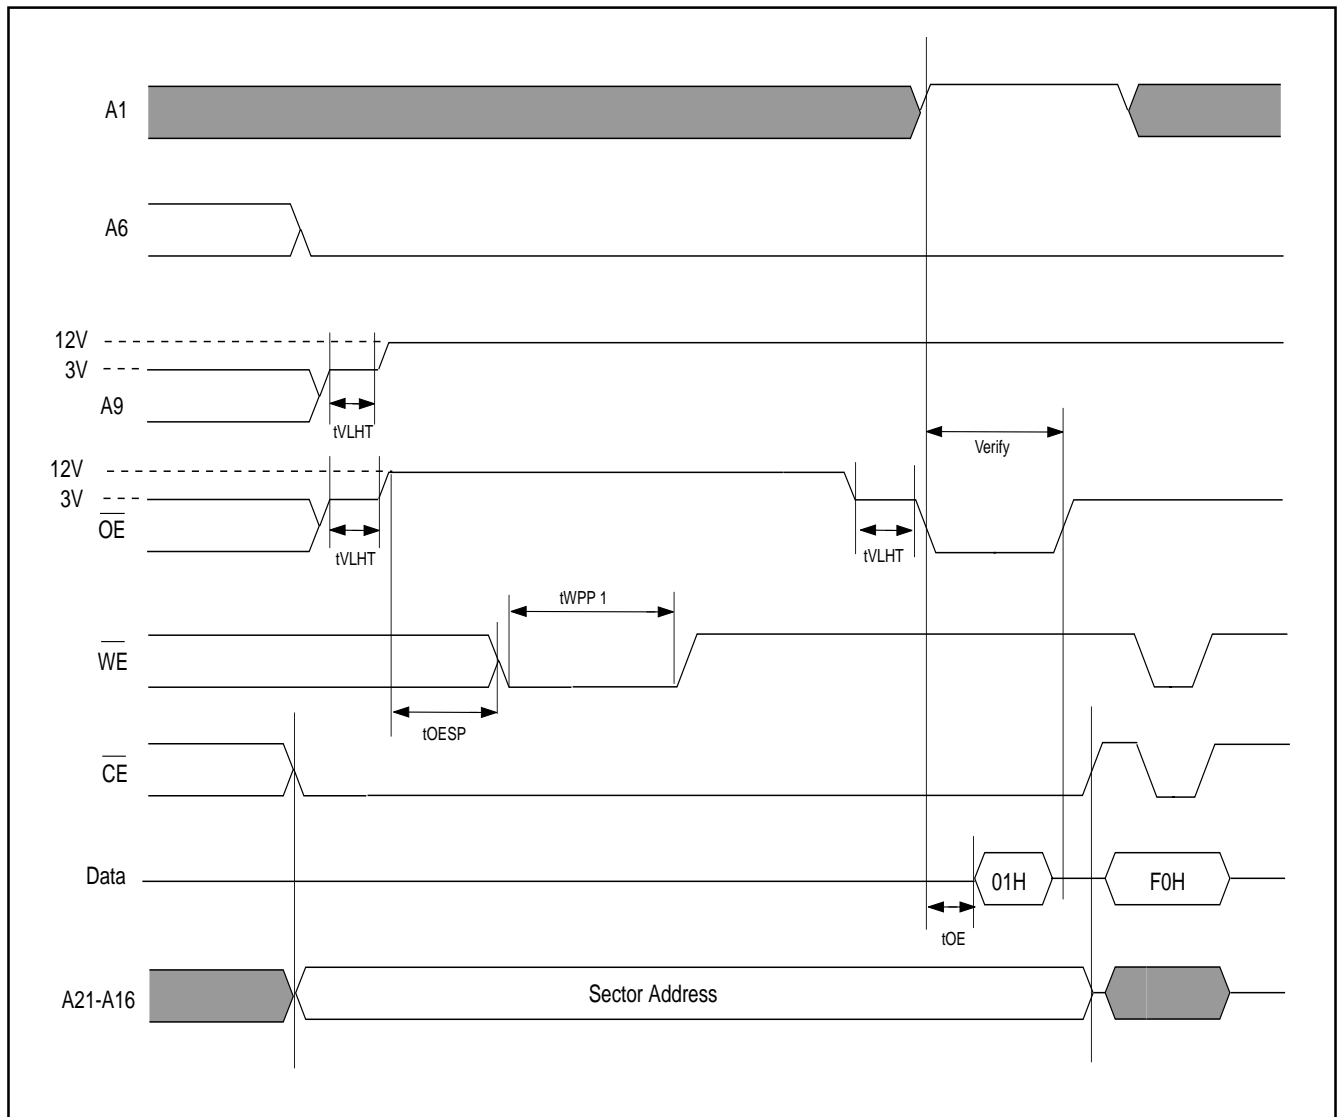 A1
A6
12V
3V
A9
tVLHT
Verify
12V
3V
OE
tVLHT
tVLHT
tWPP 1
WE
tOESP
CE
Data
01H
F0H
tOE
A21-A16
Sector Address